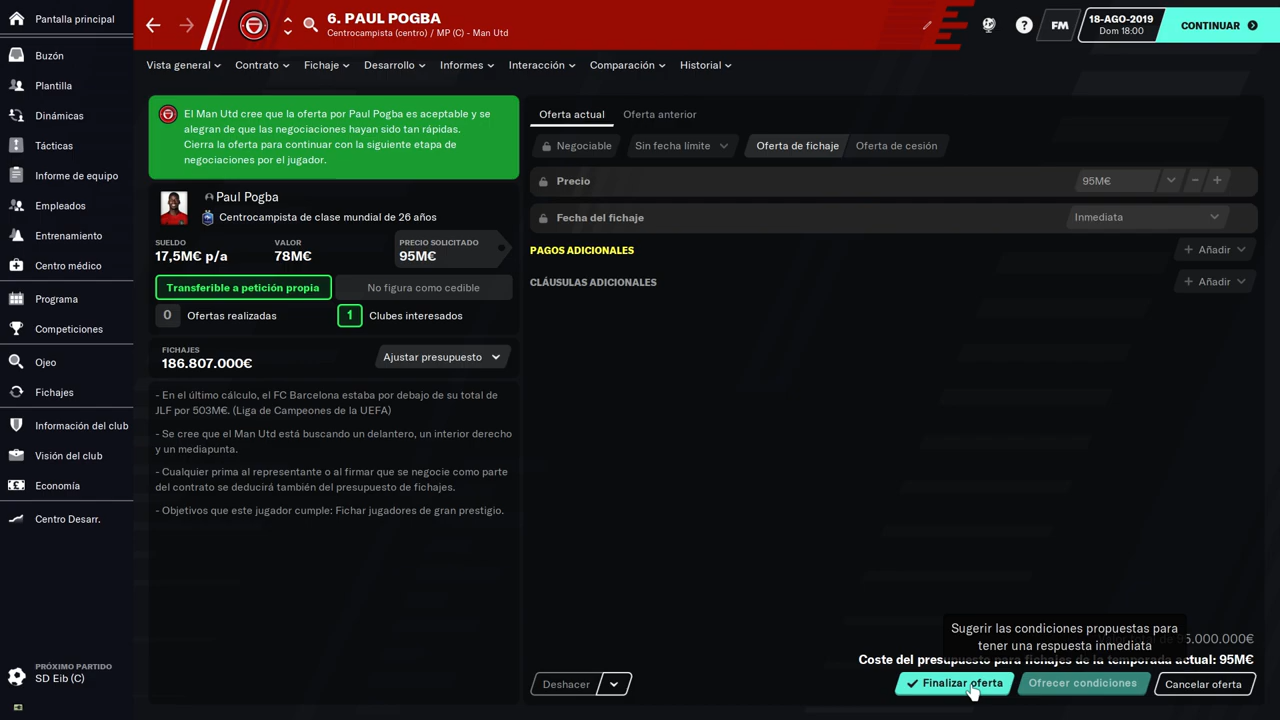 Pantalla principal
Buzón
Plantilla
Dinámicas
Tácticas
Informe de equipo
Empleados
Entrenamiento
Centro médico
Programa
Competiciones
Ojeo
Fichajes
Información del club
Visión del club
Economía
Centro Desarr.
PRÓXIMO PARTIDO
SD Eib (C)
6. PAUL POGBA
Centrocampista (centro) / MP (C) - Man Utd
FM
18-AGO-2019
Dom 18:00
CONTINUAR
Vista general
Contrato
Fichaje
Desarrollo
Informes
Interacción
Comparación
Historial
El Man Utd cree que la oferta por Paul Pogba es aceptable y se
alegran de que las negociaciones hayan sido tan rápidas.
Cierra la oferta para continuar con la siguiente etapa de
negociaciones por el jugador.
Paul Pogba
Centrocampista de clase mundial de 26 años
SUELDO
17,5M€ p/a
VALOR
78M€
PRECIO SOLICITADO
95M€
Transferible a petición propia
No figura como cedible
0 Ofertas realizadas
1 Clubes interesados
FICHAJES
186.807.000€
Ajustar presupuesto
- En el último cálculo, el FC Barcelona estaba por debajo de su total de
JLF por 503M€. (Liga de Campeones de la UEFA)
- Se cree que el Man Utd está buscando un delantero, un interior derecho
y un mediapunta.
- Cualquier prima al representante o al firmar que se negocie como parte
del contrato se deducirá también del presupuesto de fichajes.
- Objetivos que este jugador cumple: Fichar jugadores de gran prestigio.
Oferta actual
Oferta anterior
Negociable
Sin fecha límite
Oferta de fichaje
Oferta de cesión
Precio
95M€
Fecha del fichaje
Inmediata
PAGOS ADICIONALES
+ Añadir
CLÁUSULAS ADICIONALES
+ Añadir
Sugerir las condiciones propuestas para
tener una respuesta inmediata
5.000.000€
Coste del presupuesto para fichajes de la temporada actual: 95M€
Deshacer
Finalizar oferta
Ofrecer condiciones
Cancelar oferta